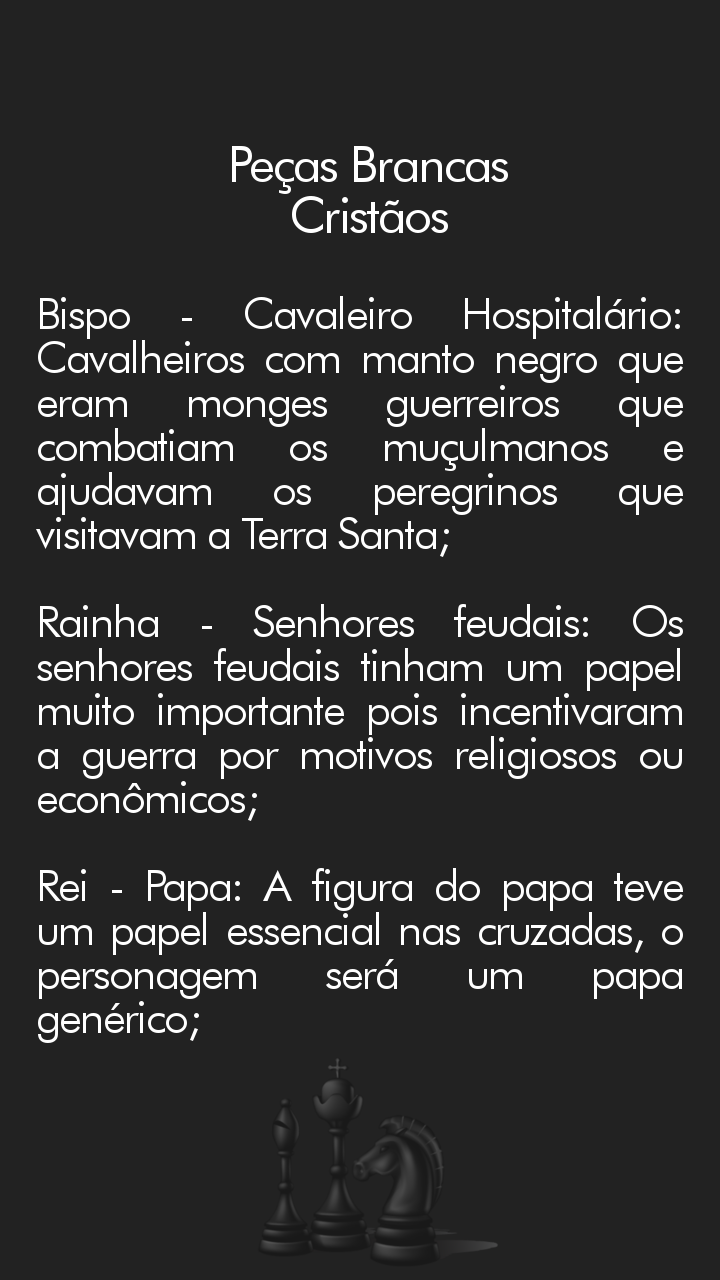 Peças Brancas
Cristãos
Bispo - Cavaleiro Hospitalário:
Cavalheiros com manto negro que
eram monges guerreiros que
combatiam os muçulmanos e
ajudavam os peregrinos que
visitavam a Terra Santa;
Rainha - Senhores feudais: Os
senhores feudais tinham um papel
muito importante pois incentivaram
a guerra por motivos religiosos ou
econômicos;
Rei - Papa: A figura do papa teve
um papel essencial nas cruzadas, o
personagem será um papa
genérico;